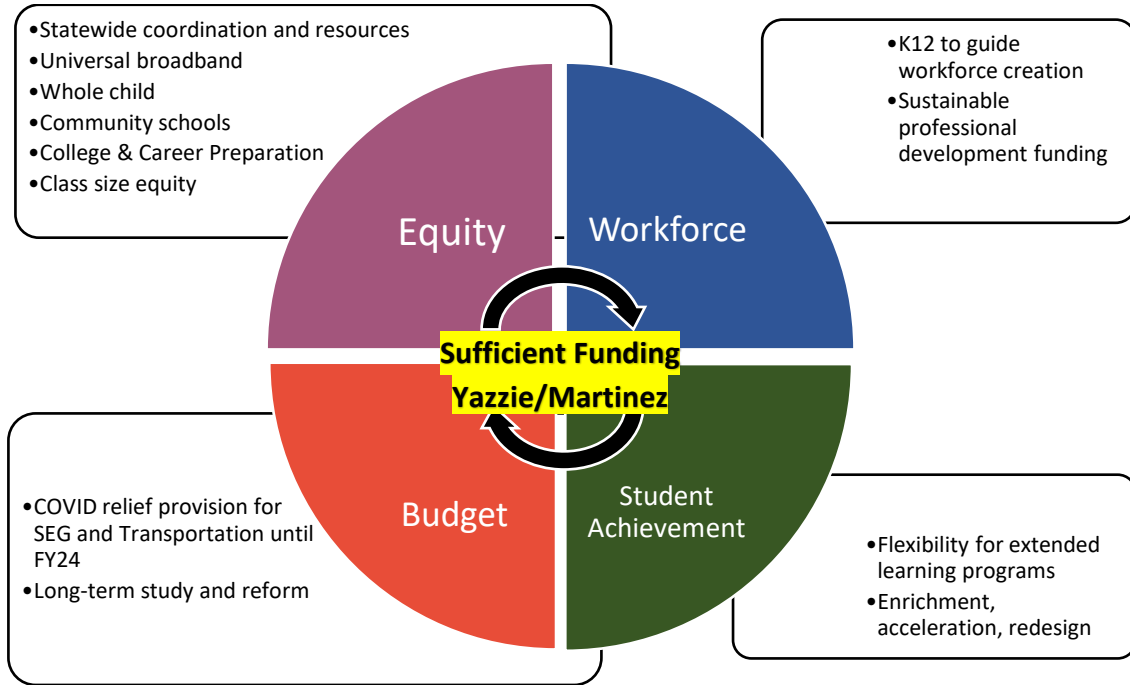 •Statewide coordination and resources
•Universal broadband
•Whole child
•Community schools
•College & Career Preparation
•Class size equity
•K12 to guide
workforce creation
•Sustainable
professional
development funding
Equity
Workforce
Sufficient Funding
Yazzie/Martinez
Budget
Student
Achievement
•COVID relief provision for
SEG and Transportation until
FY24
•Long-term study and reform
•Flexibility for extended
learning programs
•Enrichment,
acceleration, redesign